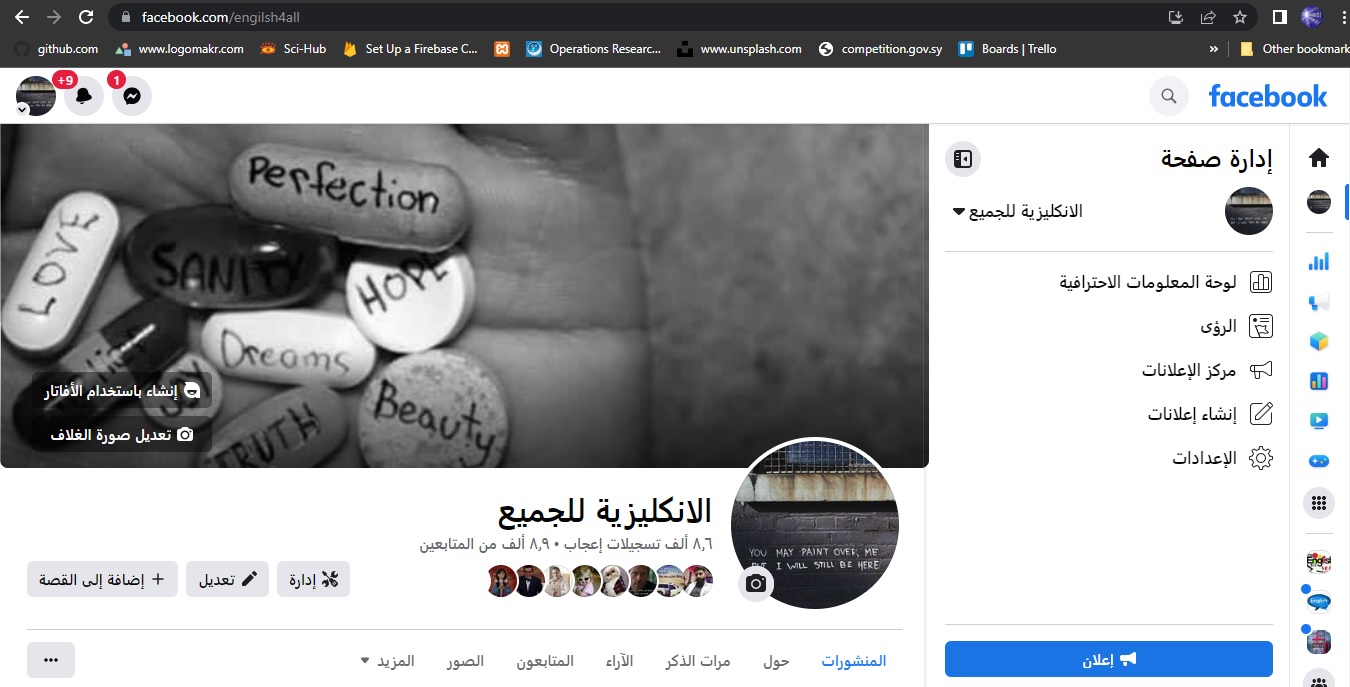 facebook.com/engilsh4all
github.com
www.logomakr.com
Sci-Hub
Set Up a Firebase C...
Operations Researc...
www.unsplash.com
competition.gov.sy
Boards | Trello
»
Other bookmark
+9
1
facebook
إدارة صفحة
الانكليزية للجميع
لوحة المعلومات الاحترافية
الرؤى
مركز الإعلانات
إنشاء إعلانات
الإعدادات
إعلان
Perfection
LOVE
SANITY
HOPE
Dreams
JOY
Beauty
TRUTH
إنشاء باستخدام الأفاتار
تعديل صورة الغلاف
YOU MAY PAINT OVER ME
BUT I WILL STILL BE HERE
الانكليزية للجميع
٨٫٦ ألف تسجيلات إعجاب • ٨٫٩ ألف من المتابعين
إدارة
تعديل
إضافة إلى القصة
المنشورات
حول
مرات الذكر
الآراء
المتابعون
الصور
المزيد
English